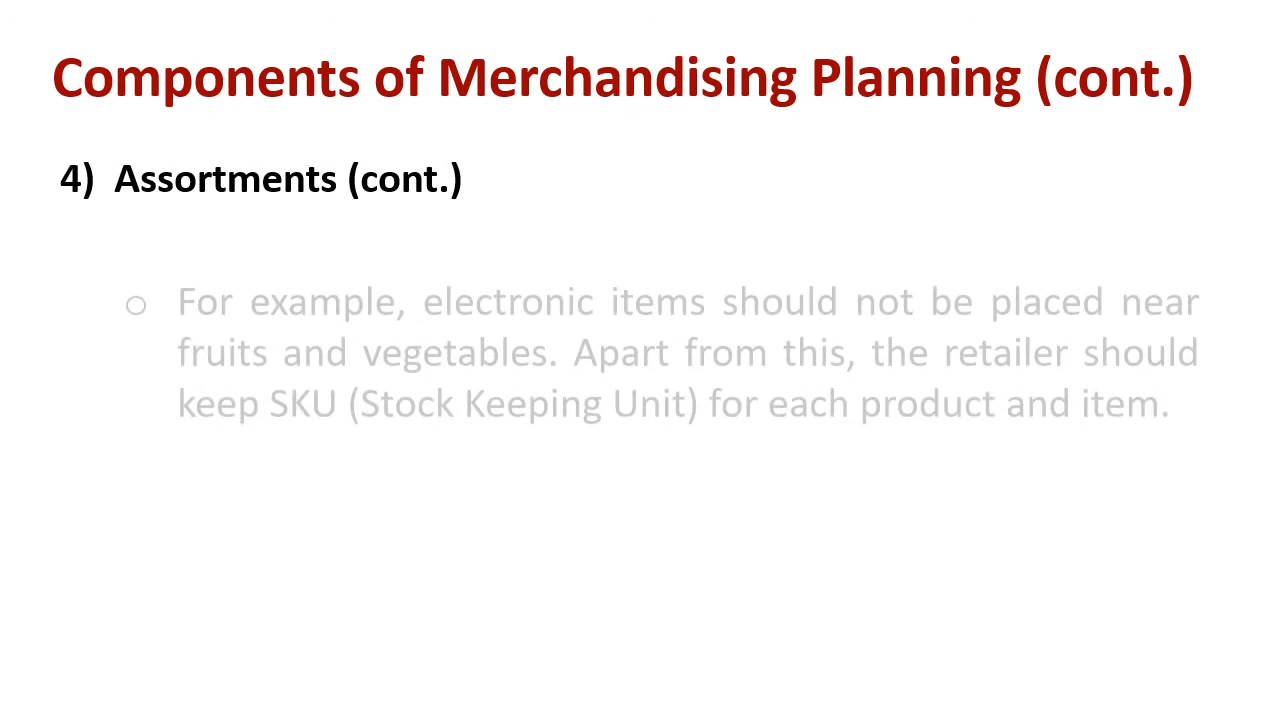 Components of Merchandising Planning (cont.)
4) Assortments (cont.)
o For example, electronic items should not be placed near
fruits and vegetables. Apart from this, the retailer should
keep SKU (Stock Keeping Unit) for each product and item.